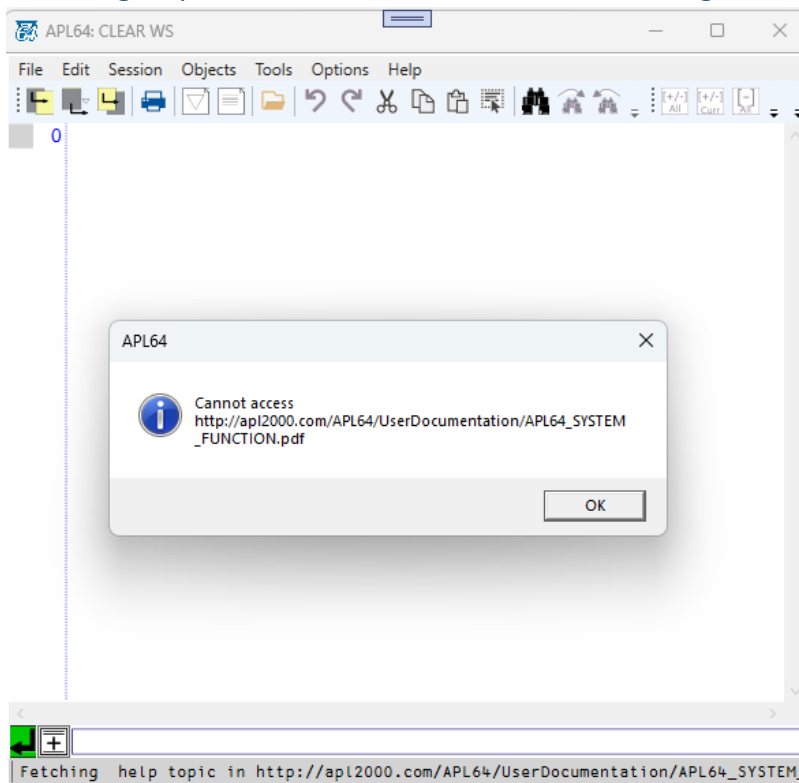 APL64: CLEAR WS
File Edit Session Objects Tools Options Help
[+/-] All [+/-] Curr [-] All
0
APL64
Cannot access
http://apl2000.com/APL64/UserDocumentation/APL64_SYSTEM
_FUNCTION.pdf
OK
Fetching help topic in http://apl2000.com/APL64/UserDocumentation/APL64_SYSTEM